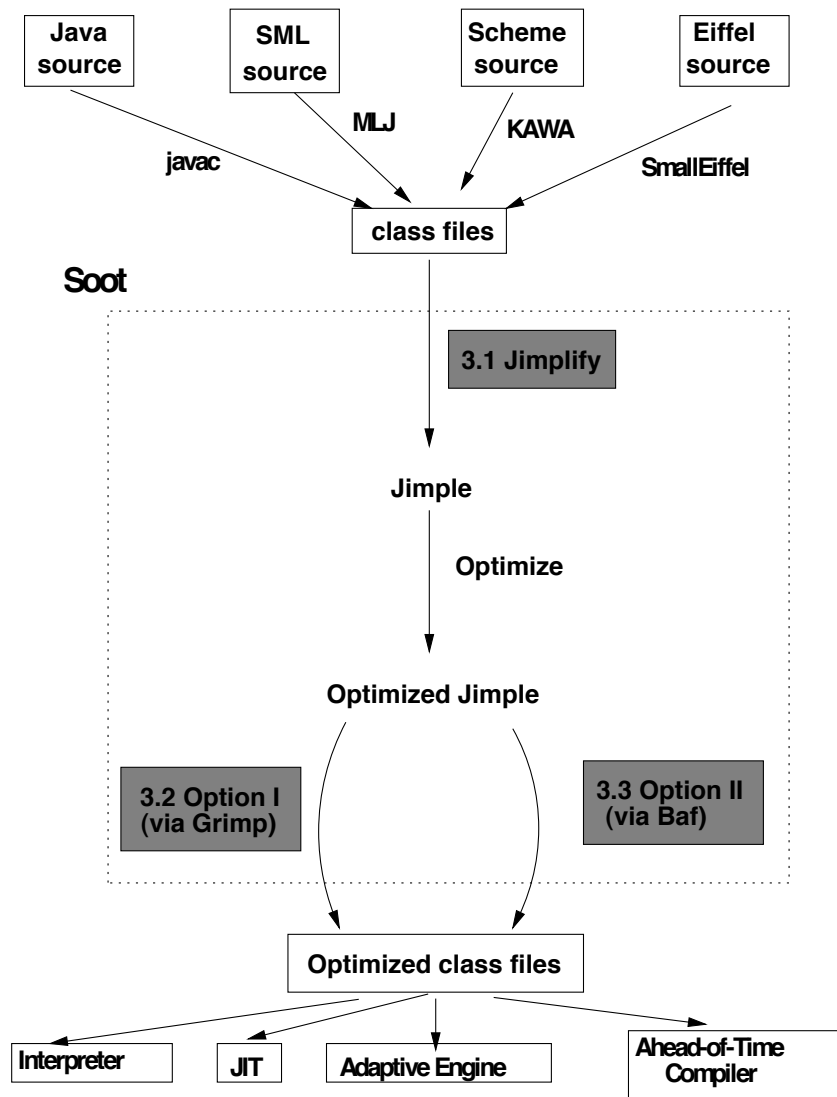 Java
source
SML
source
Scheme
source
Eiffel
source
MLJ
KAWA
javac
SmallEiffel
class files
Soot
3.1 Jimplify
Jimple
Optimize
Optimized Jimple
3.2 Option I
(via Grimp)
3.3 Option II
(via Baf)
Optimized class files
Interpreter
JIT
Adaptive Engine
Ahead-of-Time
Compiler